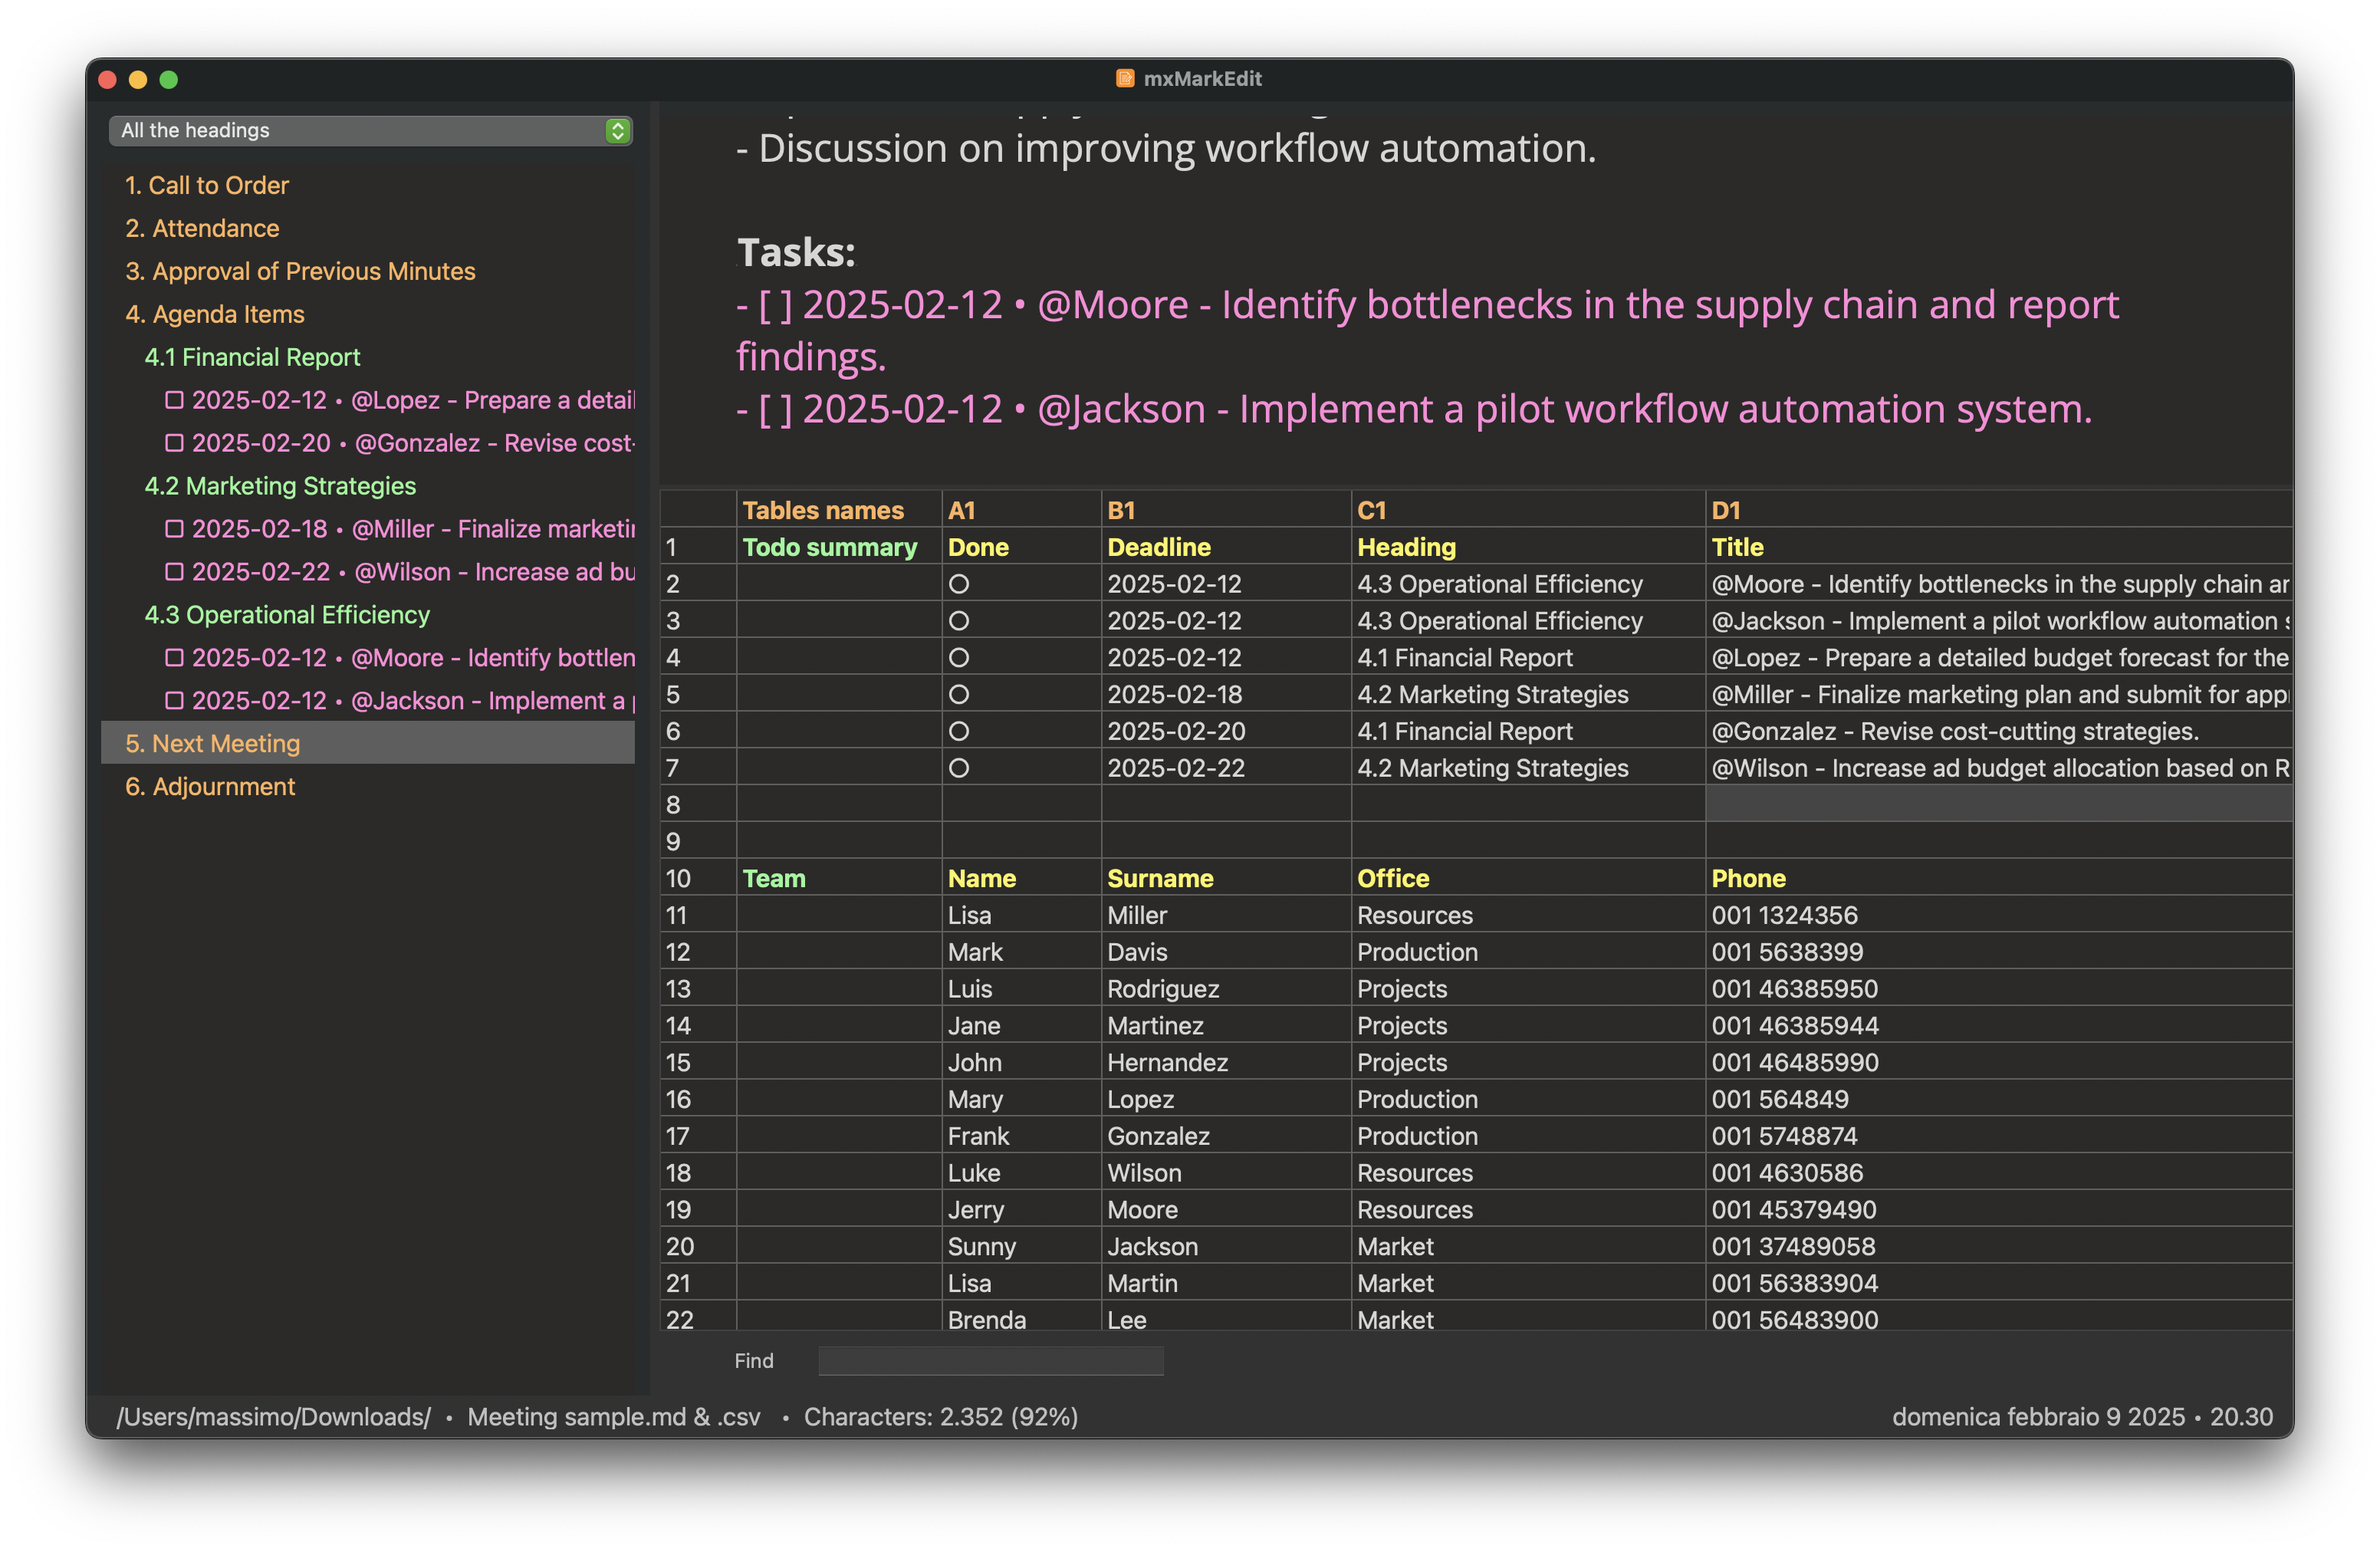 mxMarkEdit
All the headings
1. Call to Order
2. Attendance
3. Approval of Previous Minutes
4. Agenda Items
4.1 Financial Report
2025-02-12 • @Lopez - Prepare a detail
2025-02-20 • @Gonzalez - Revise cost-
4.2 Marketing Strategies
2025-02-18 • @Miller - Finalize marketin
2025-02-22 • @Wilson - Increase ad bu
4.3 Operational Efficiency
2025-02-12 • @Moore - Identify bottlen
2025-02-12 • @Jackson - Implement a p
5. Next Meeting
6. Adjournment
- Discussion on improving workflow automation.
Tasks:
- [ ] 2025-02-12 • @Moore - Identify bottlenecks in the supply chain and report
findings.
- [ ] 2025-02-12 • @Jackson - Implement a pilot workflow automation system.
Tables names A1 B1 C1 D1
1 Todo summary Done Deadline Heading Title
2 2025-02-12 4.3 Operational Efficiency @Moore - Identify bottlenecks in the supply chain ar
3 2025-02-12 4.3 Operational Efficiency @Jackson - Implement a pilot workflow automation s
4 2025-02-12 4.1 Financial Report @Lopez - Prepare a detailed budget forecast for the
5 2025-02-18 4.2 Marketing Strategies @Miller - Finalize marketing plan and submit for app
6 2025-02-20 4.1 Financial Report @Gonzalez - Revise cost-cutting strategies.
7 2025-02-22 4.2 Marketing Strategies @Wilson - Increase ad budget allocation based on R
8
9
10 Team Name Surname Office Phone
11 Lisa Miller Resources 001 1324356
12 Mark Davis Production 001 5638399
13 Luis Rodriguez Projects 001 46385950
14 Jane Martinez Projects 001 46385944
15 John Hernandez Projects 001 46485990
16 Mary Lopez Production 001 564849
17 Frank Gonzalez Production 001 5748874
18 Luke Wilson Resources 001 4630586
19 Jerry Moore Resources 001 45379490
20 Sunny Jackson Market 001 37489058
21 Lisa Martin Market 001 56383904
22 Brenda Lee Market 001 56483900
Find
/Users/massimo/Downloads/ • Meeting sample.md & .csv • Characters: 2.352 (92%)
domenica febbraio 9 2025 • 20.30